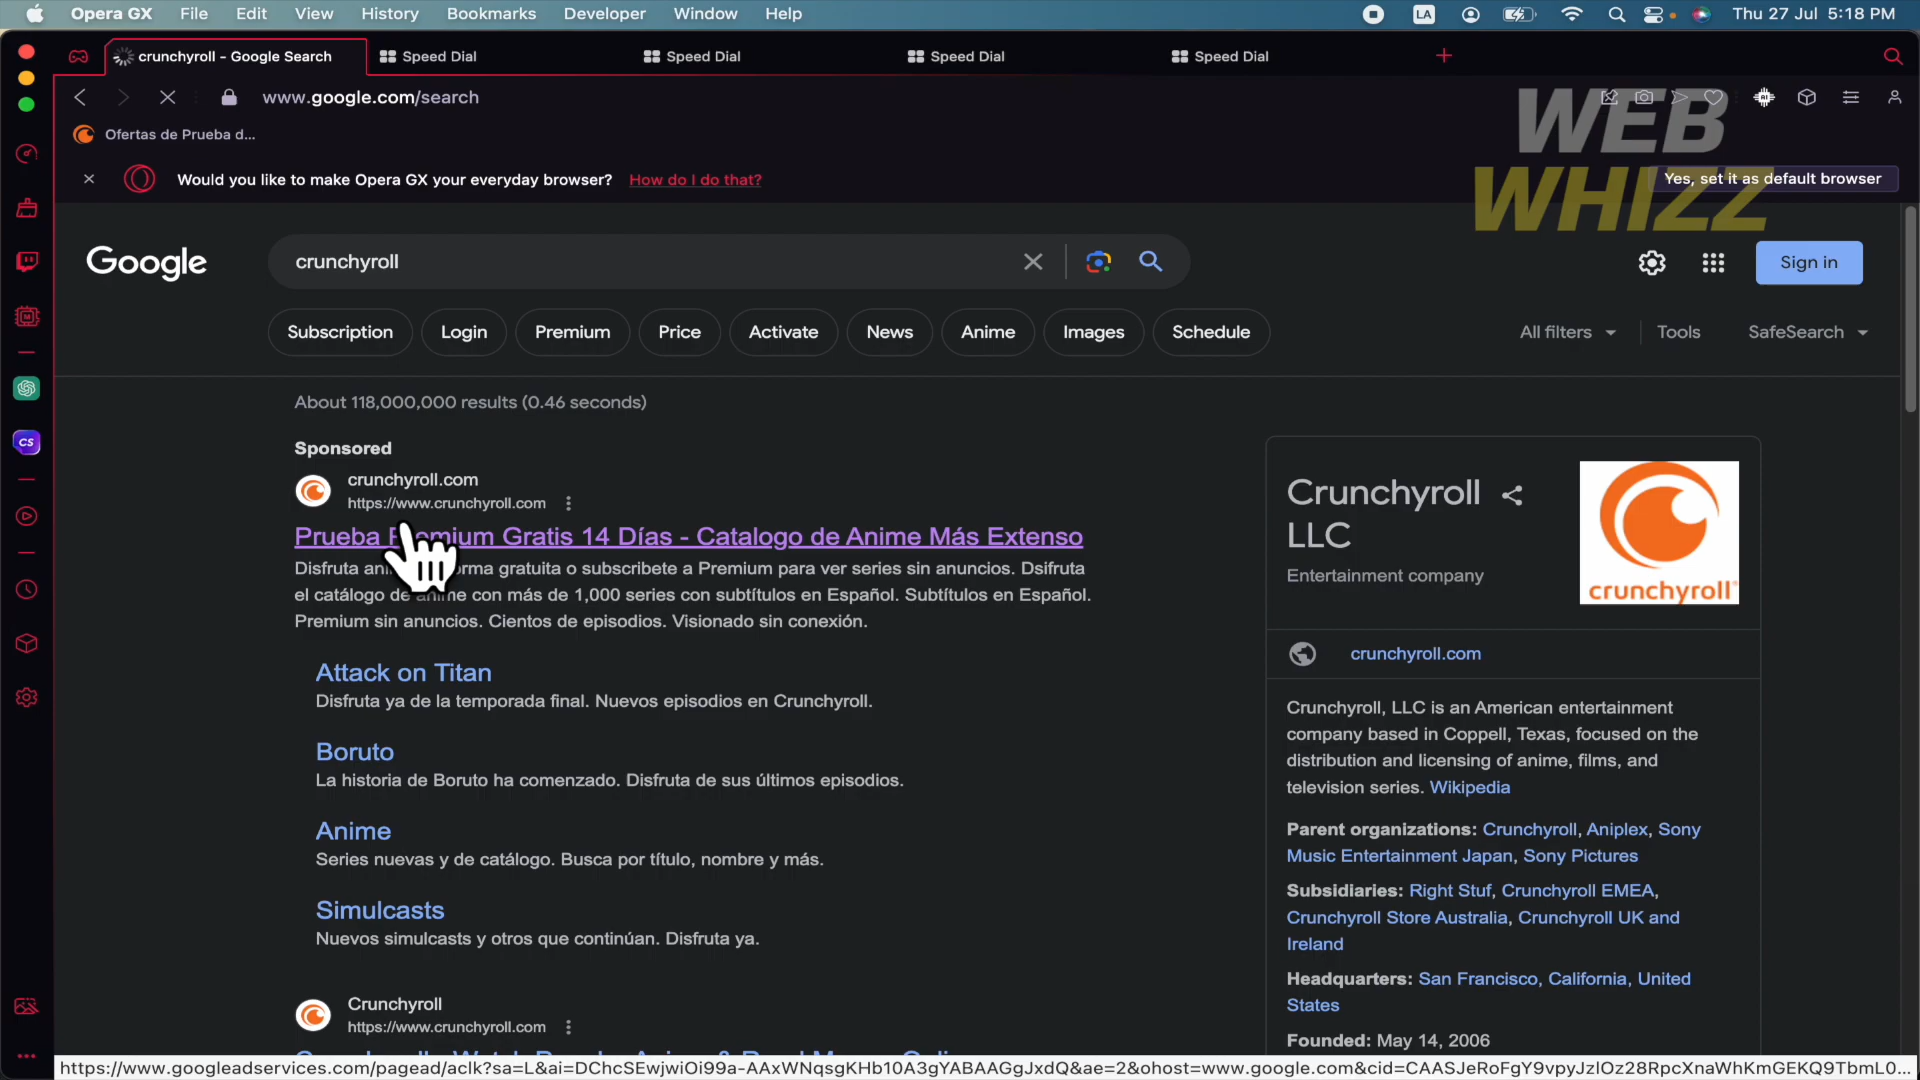 Opera GX File Edit View History Bookmarks Developer Window Help LA Thu 27 Jul 5:18 PM
crunchyroll - Google Search Speed Dial Speed Dial Speed Dial Speed Dial
www.google.com/search
Ofertas de Prueba d...
WEB
WHIZZ
Would you like to make Opera GX your everyday browser? How do I do that? Yes, set it as default browser
Google crunchyroll Sign in
Subscription Login Premium Price Activate News Anime Images Schedule All filters Tools SafeSearch
About 118,000,000 results (0.46 seconds)
Sponsored
crunchyroll.com
https://www.crunchyroll.com
Prueba Premium Gratis 14 Días - Catalogo de Anime Más Extenso
Disfruta forma gratuita o subscribete a Premium para ver series sin anuncios. Dsifruta
el catálogo de anime con más de 1,000 series con subtítulos en Español. Subtítulos en Español.
Premium sin anuncios. Cientos de episodios. Visionado sin conexión.
Attack on Titan
Disfruta ya de la temporada final. Nuevos episodios en Crunchyroll.
Boruto
La historia de Boruto ha comenzado. Disfruta de sus últimos episodios.
Anime
Series nuevas y de catálogo. Busca por título, nombre y más.
Simulcasts
Nuevos simulcasts y otros que continúan. Disfruta ya.
Crunchyroll
https://www.crunchyroll.com
Crunchyroll
LLC
Entertainment company
crunchyroll
crunchyroll.com
Crunchyroll, LLC is an American entertainment
company based in Coppell, Texas, focused on the
distribution and licensing of anime, films, and
television series. Wikipedia
Parent organizations: Crunchyroll, Aniplex, Sony
Music Entertainment Japan, Sony Pictures
Subsidiaries: Right Stuf, Crunchyroll EMEA,
Crunchyroll Store Australia, Crunchyroll UK and
Ireland
Headquarters: San Francisco, California, United
States
Founded: May 14, 2006
CS
https://www.googleadservices.com/pagead/aclk?sa=L&ai=DChcSEwjwiOi99a-AAxWNqsgKHb10A3gYABAAGgJxdQ&ae=2&ohost=www.google.com&cid=CAASJeRoFgY9vpyJzlOz28RpcXnaWhKmGEKQ9TbmL0...